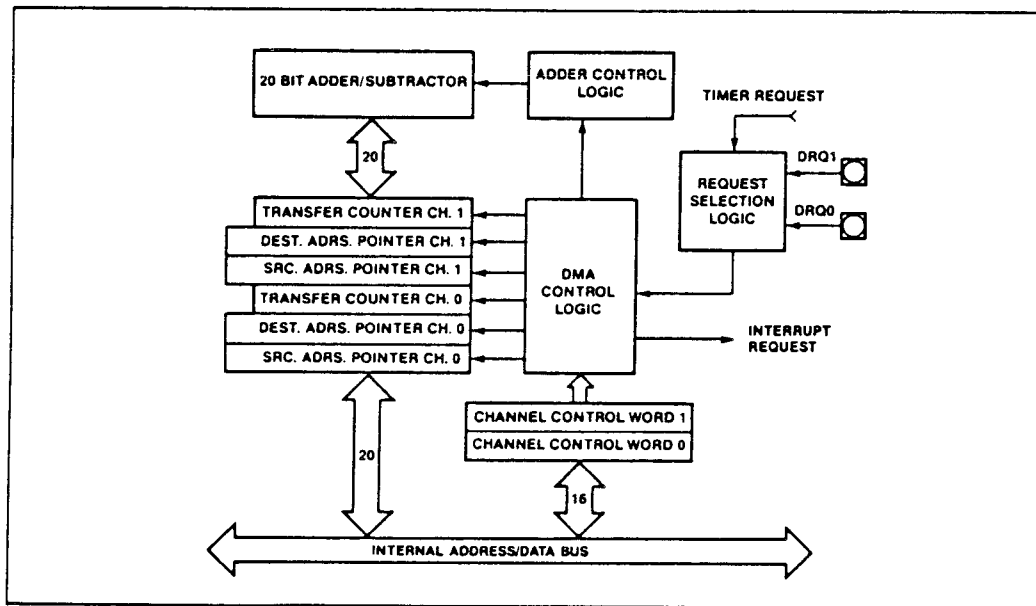 20 BIT ADDER/SUBTRACTOR
ADDER CONTROL
LOGIC
TIMER REQUEST
20
DRQ1
REQUEST
SELECTION
LOGIC
DRQ0
TRANSFER COUNTER CH. 1
DEST. ADRS. POINTER CH. 1
SRC. ADRS. POINTER CH. 1
TRANSFER COUNTER CH. 0
DEST. ADRS. POINTER CH. 0
SRC. ADRS. POINTER CH. 0
DMA
CONTROL
LOGIC
INTERRUPT
REQUEST
CHANNEL CONTROL WORD 1
CHANNEL CONTROL WORD 0
20
16
INTERNAL ADDRESS/DATA BUS